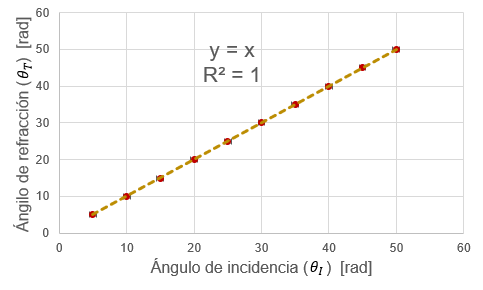 60
50
40
30
20
10
0
y = x
R² = 1
0 10 20 30 40 50 60
Ángilo de refracción (θT) [rad]
Ángulo de incidencia (θI) [rad]